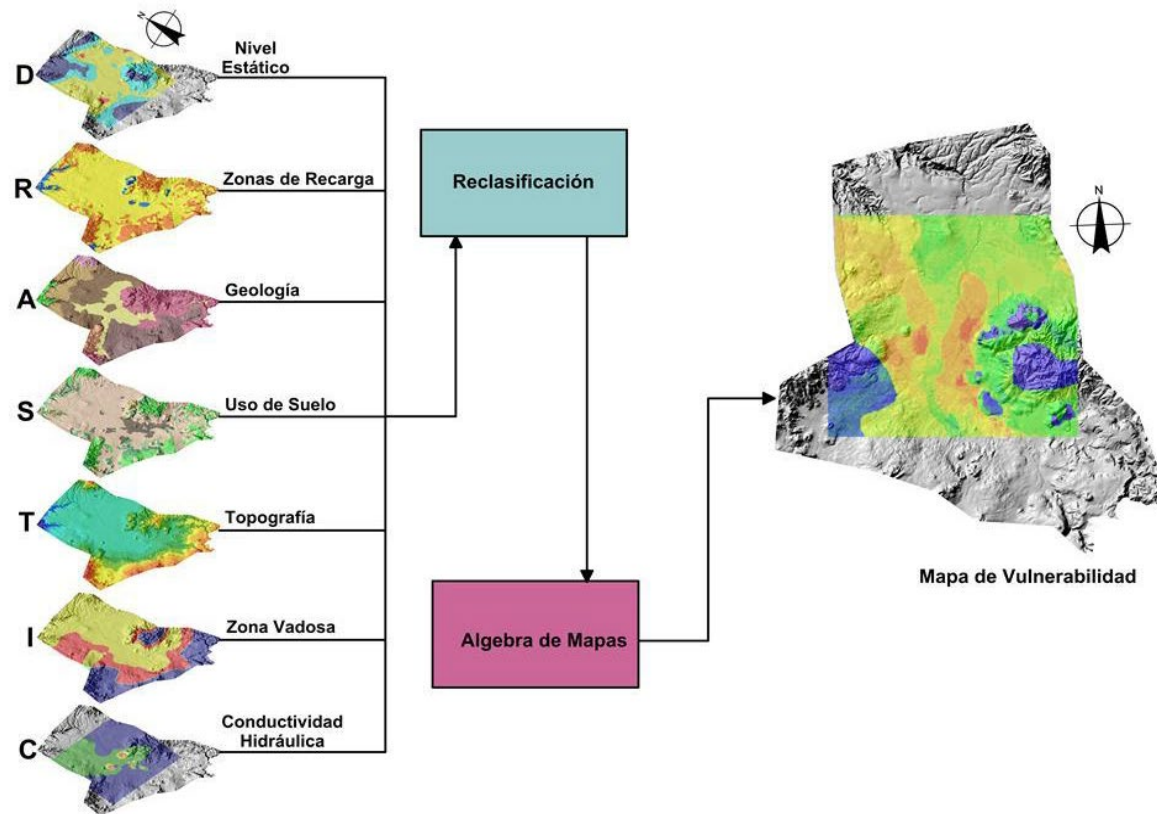 N
D
Nivel
Estático
R
Zonas de Recarga
A
Geología
S
Uso de Suelo
T
Topografía
I
Zona Vadosa
C
Conductividad
Hidráulica
Reclasificación
Algebra de Mapas
N
Mapa de Vulnerabilidad